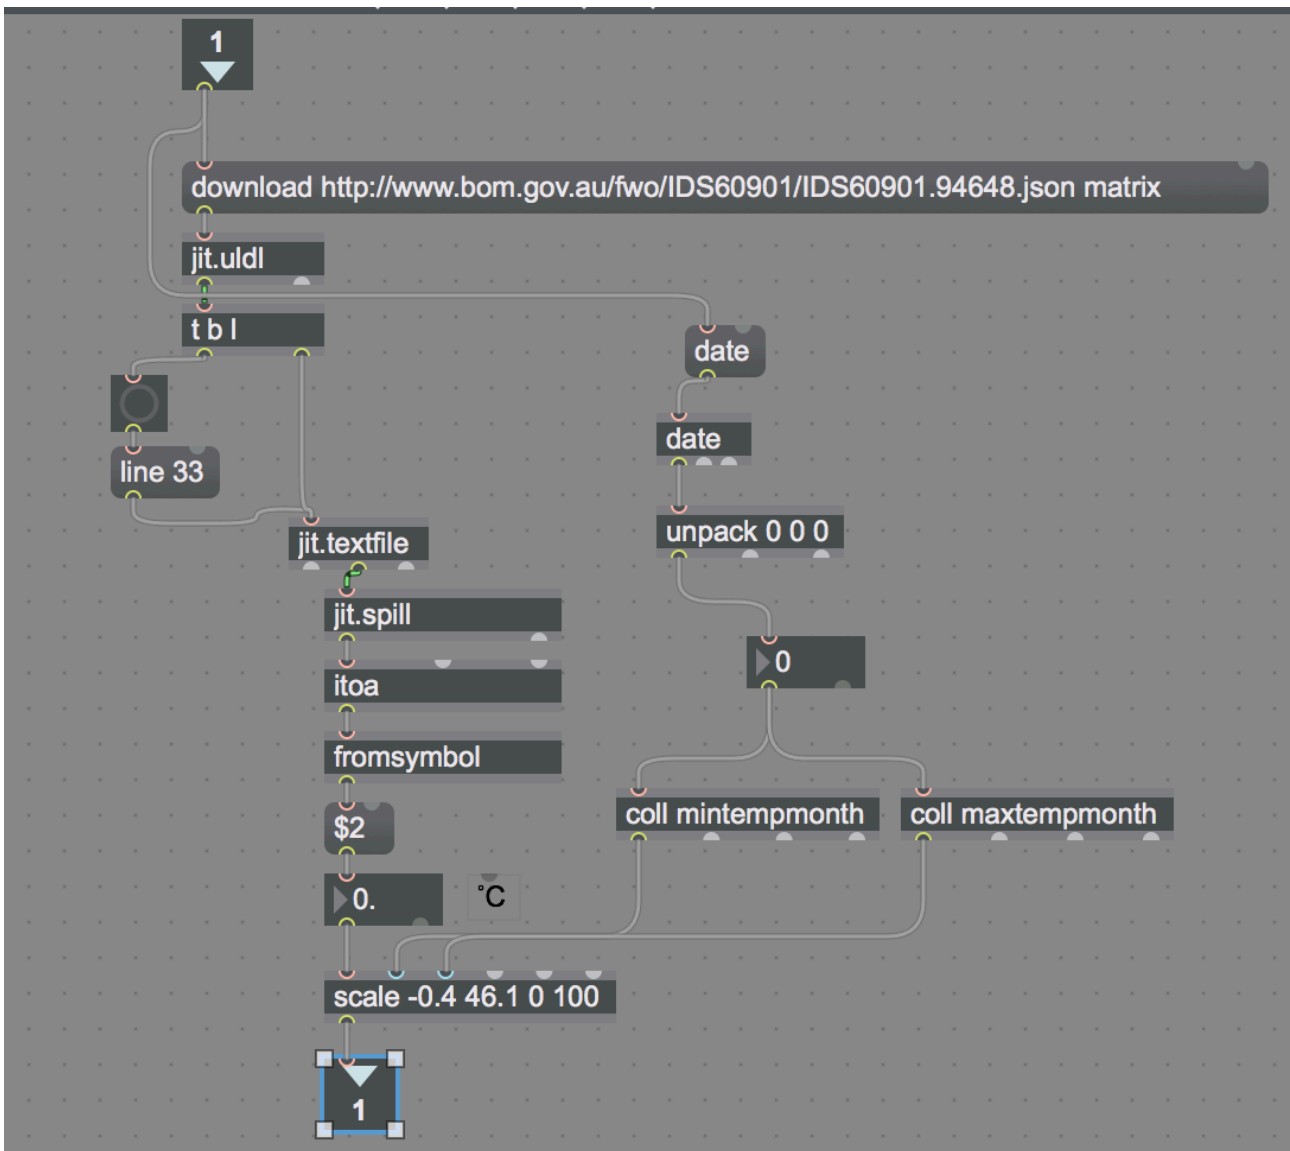 1
download http://www.bom.gov.au/fwo/IDS60901/IDS60901.94648.json matrix
jit.uldl
t b l
date
date
line 33
unpack 0 0 0
jit.textfile
jit.spill
0
itoa
fromsymbol
coll mintempmonth
coll maxtempmonth
$2
0.
°C
scale -0.4 46.1 0 100
1